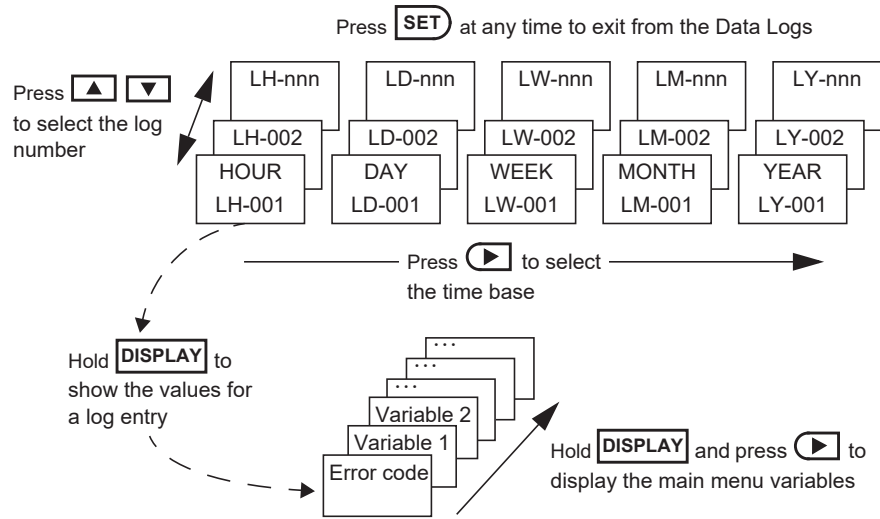 Press SET at any time to exit from the Data Logs
Press ▲ ▼
to select the log
number
LH-nnn LD-nnn LW-nnn LM-nnn LY-nnn
LH-002 LD-002 LW-002 LM-002 LY-002
HOUR DAY WEEK MONTH YEAR
LH-001 LD-001 LW-001 LM-001 LY-001
Press ▶ to select
the time base
Hold DISPLAY to
show the values for
a log entry
...
...
...
Variable 2
Variable 1
Error code
Hold DISPLAY and press ▶ to
display the main menu variables